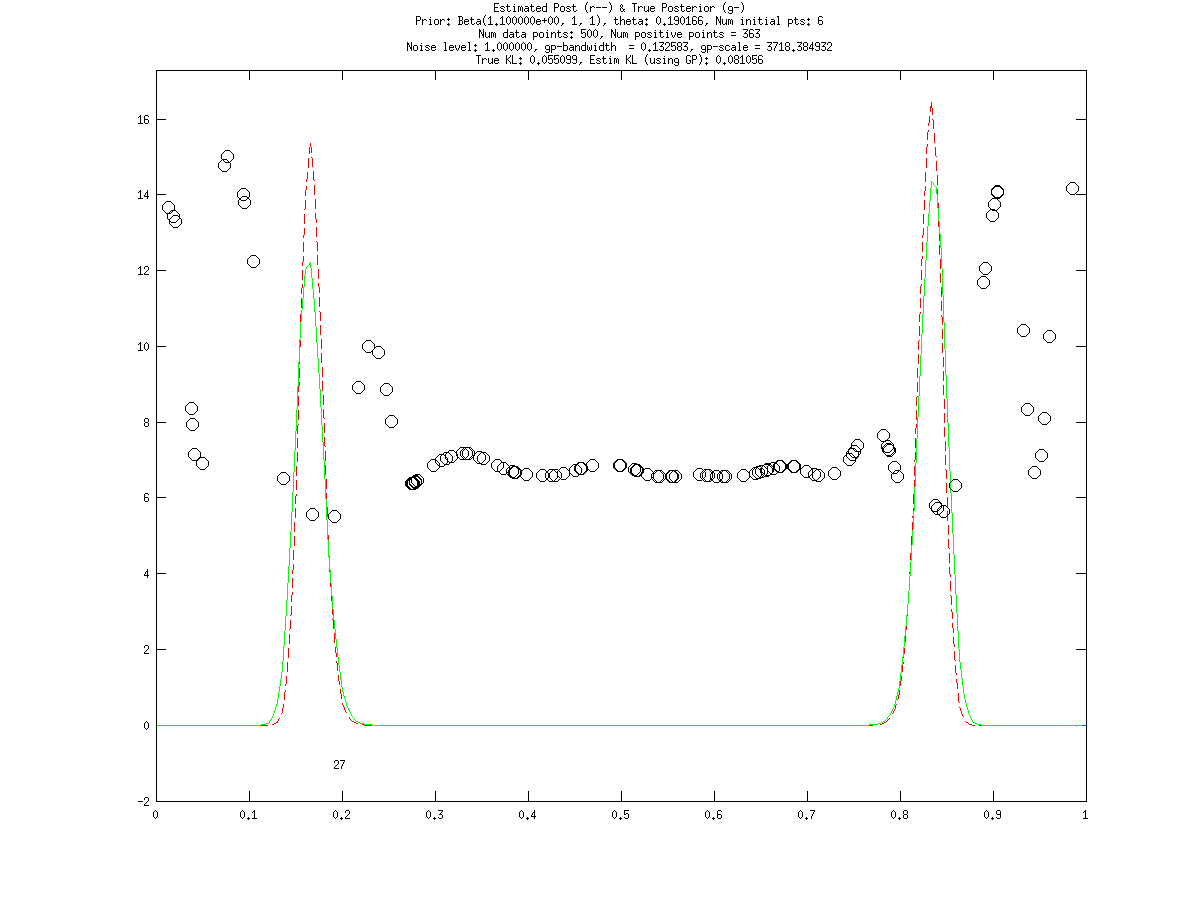 Estimated Post (r--) & True Posterior (g-)
Prior: Beta(1.100000e+00, 1, 1), theta: 0.190166, Num initial pts: 6
Num data points: 500, Num positive points = 363
Noise level: 1.000000, gp-bandwidth  = 0.132583, gp-scale = 3718.384932
True KL: 0.055099, Estim KL (using GP): 0.081056
16
14
12
10
8
6
4
2
0
27
-2
0 0.1 0.2 0.3 0.4 0.5 0.6 0.7 0.8 0.9 1